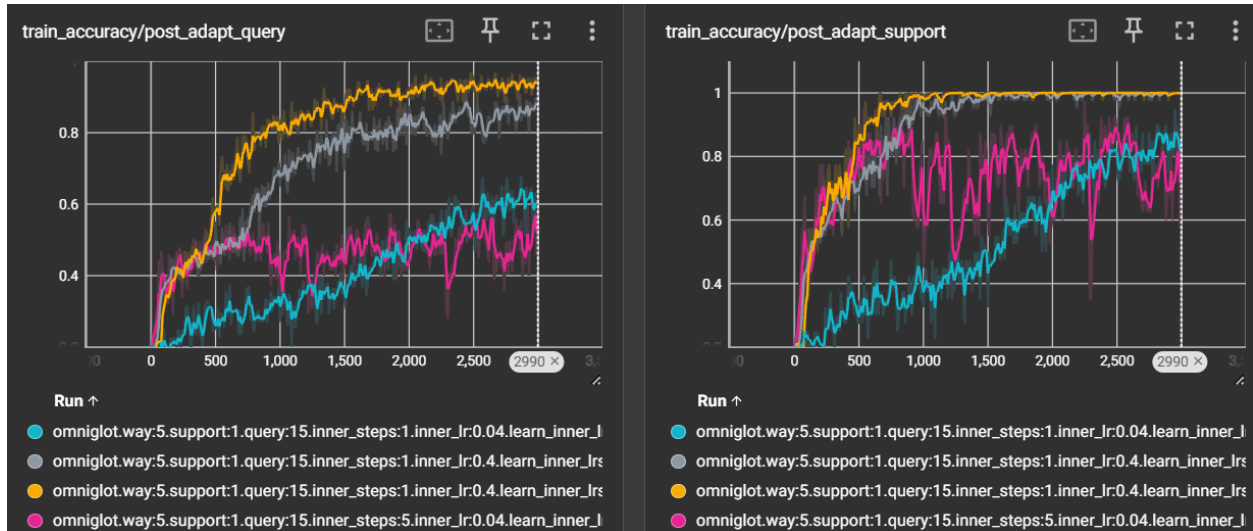 train_accuracy/post_adapt_query
0.8
0.6
0.4
0
500
1,000
1,500
2,000
2,500
2990 ×
Run ↑
omniglot.way:5.support:1.query:15.inner_steps:1.inner_lr:0.04.learn_inner_l
omniglot.way:5.support:1.query:15.inner_steps:1.inner_lr:0.4.learn_inner_lrs
omniglot.way:5.support:1.query:15.inner_steps:1.inner_lr:0.4.learn_inner_lrs
omniglot.way:5.support:1.query:15.inner_steps:5.inner_lr:0.04.learn_inner_l
train_accuracy/post_adapt_support
1
0.8
0.6
0.4
0
500
1,000
1,500
2,000
2,500
2990 ×
Run ↑
omniglot.way:5.support:1.query:15.inner_steps:1.inner_lr:0.04.learn_inner_l
omniglot.way:5.support:1.query:15.inner_steps:1.inner_lr:0.4.learn_inner_lrs
omniglot.way:5.support:1.query:15.inner_steps:1.inner_lr:0.4.learn_inner_lrs
omniglot.way:5.support:1.query:15.inner_steps:5.inner_lr:0.04.learn_inner_l